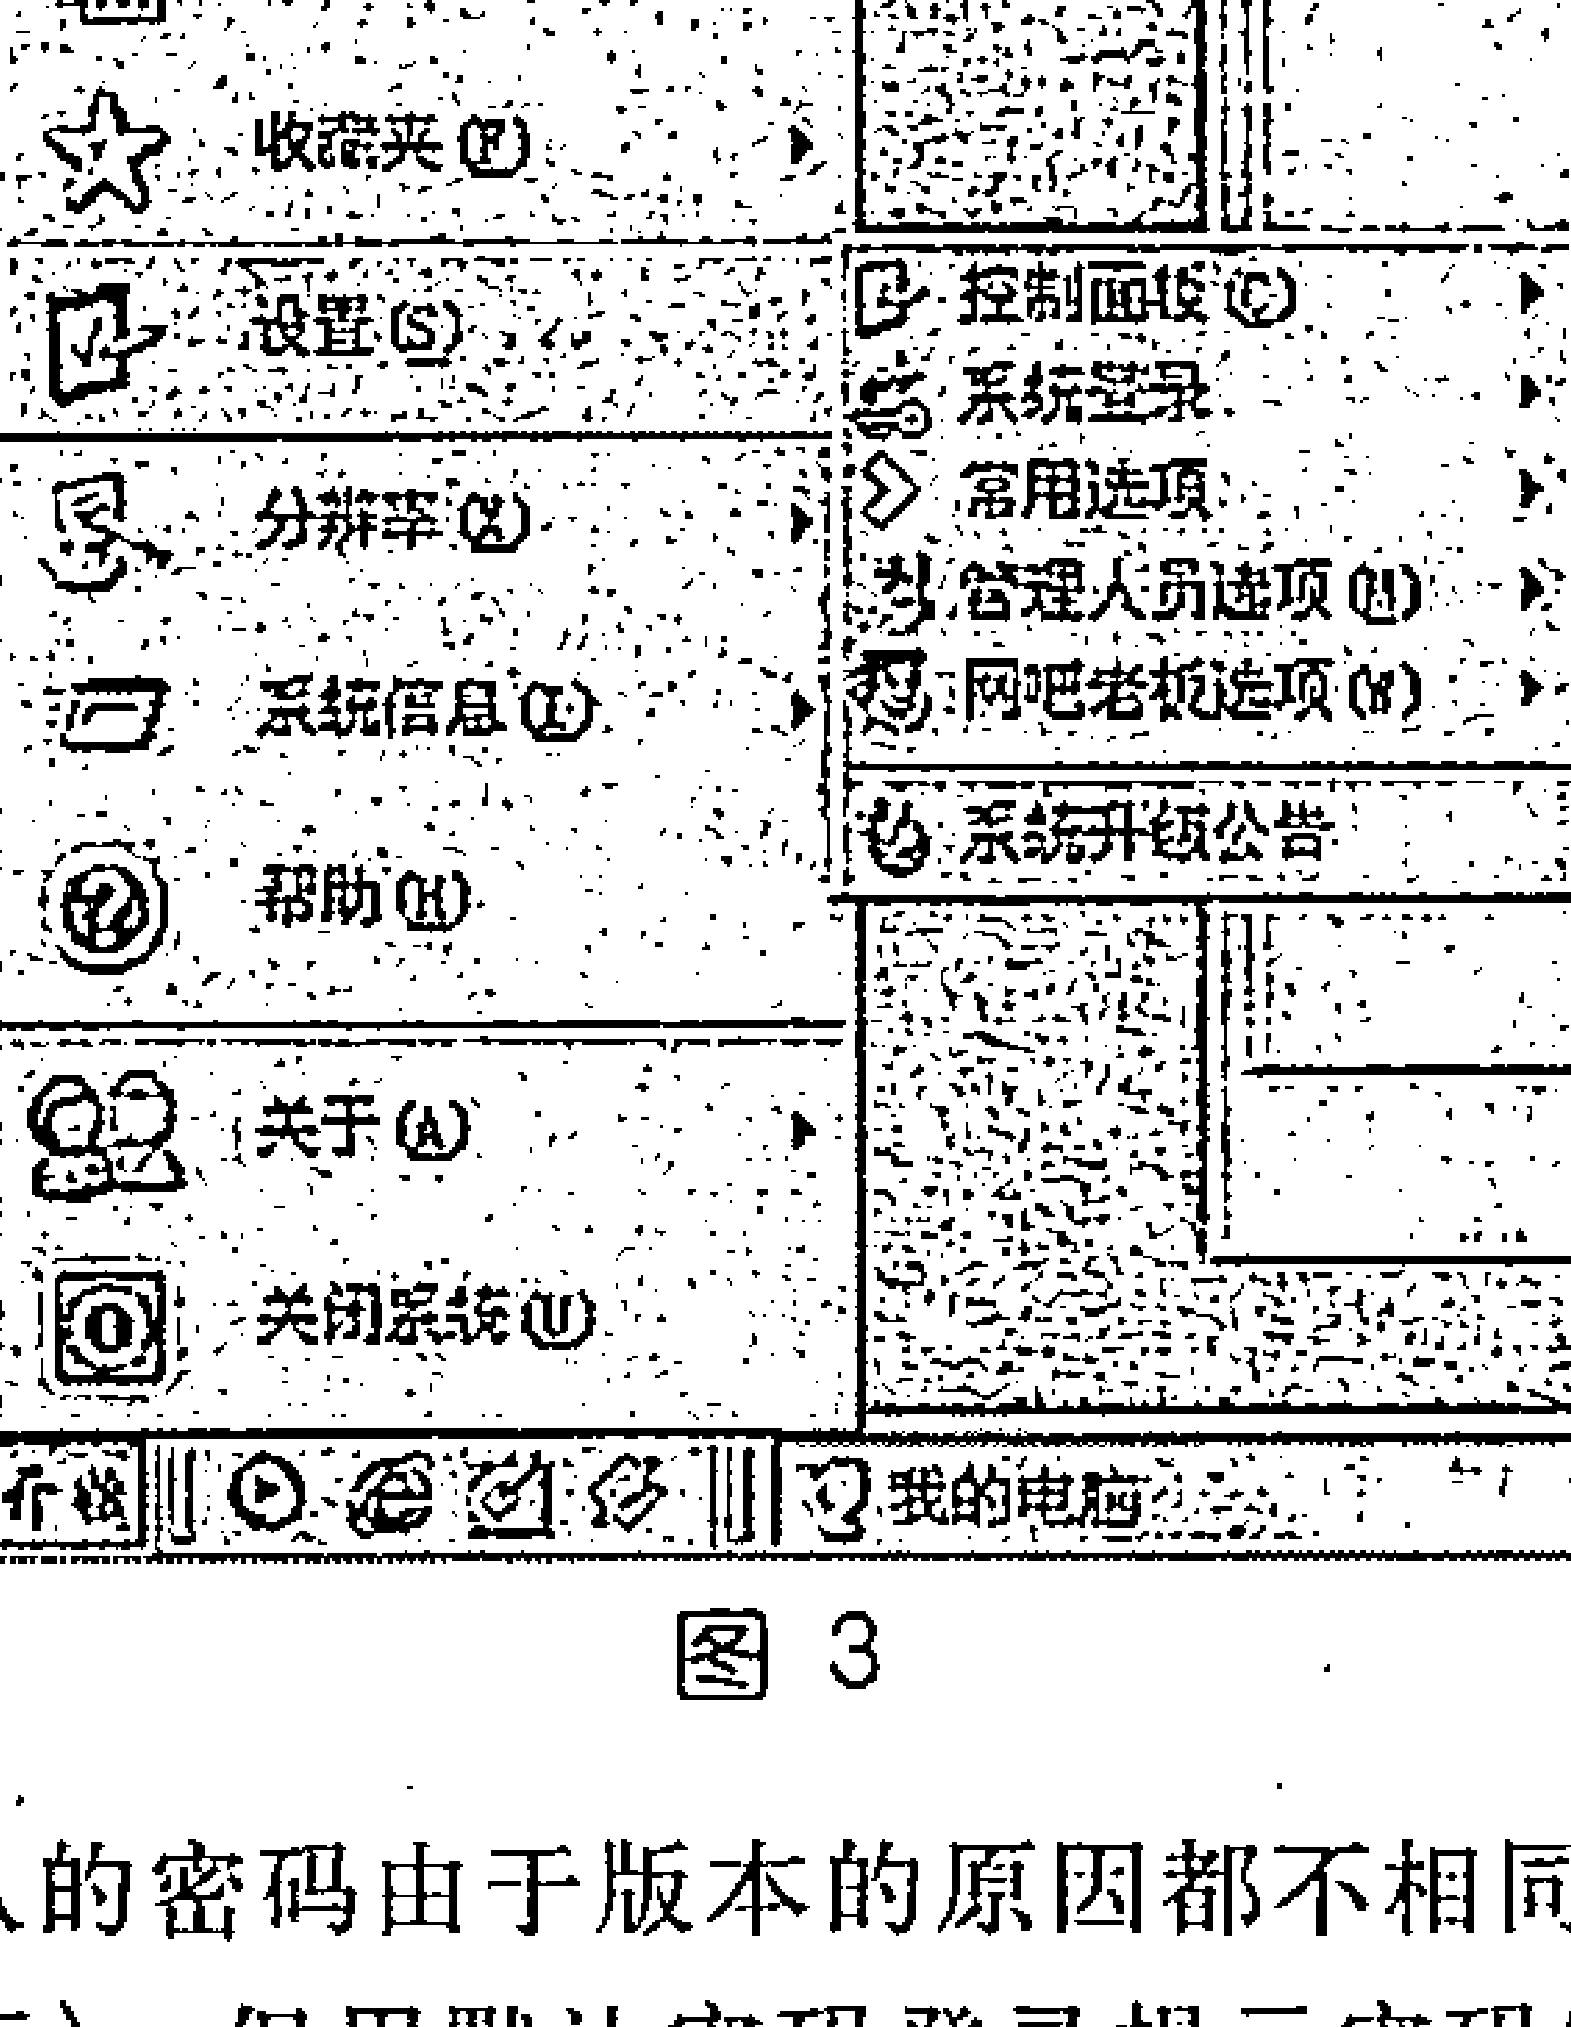 收藏夹(F)
设置(S)
分辨率(X)
系统信息(I)
帮助(H)
关于(A)
关闭系统(U)
控制面板(C)
系统登录
常用选项
管理人员选项(M)
网吧老板选项(W)
系统升级公告
我的电脑
图 3
的密码由于版本的原因都不相同